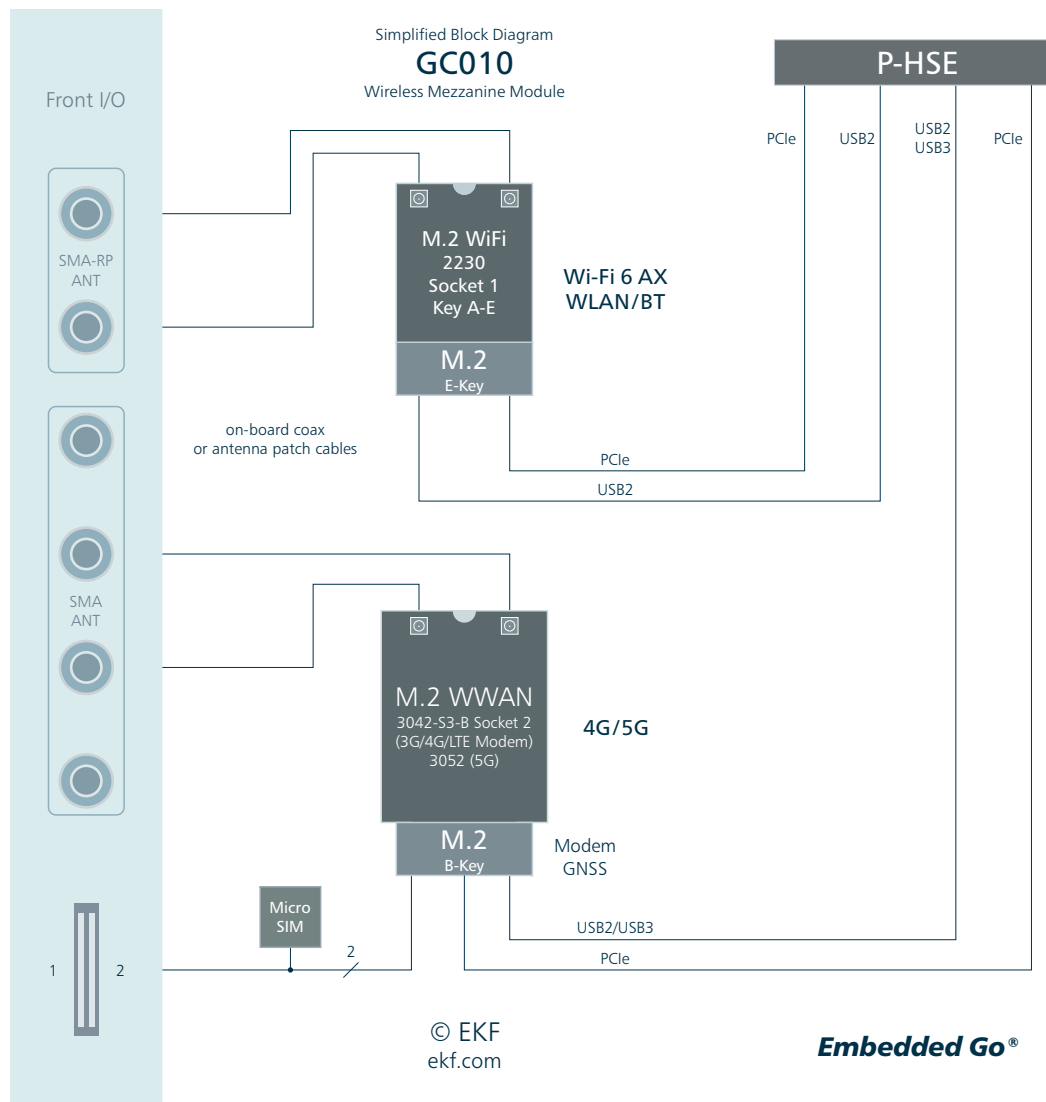 Simplified Block Diagram
GC010
Wireless Mezzanine Module
P-HSE
Front I/O
PCIe
USB2
USB2
USB3
PCIe
SMA-RP
ANT
M.2 WiFi
2230
Socket 1
Key A-E
M.2
E-Key
Wi-Fi 6 AX
WLAN/BT
on-board coax
or antenna patch cables
PCIe
USB2
SMA
ANT
M.2 WWAN
3042-S3-B Socket 2
(3G/4G/LTE Modem)
3052 (5G)
4G/5G
M.2
B-Key
Modem
GNSS
Micro
SIM
USB2/USB3
PCIe
2
1
2
© EKF
ekf.com
Embedded Go®